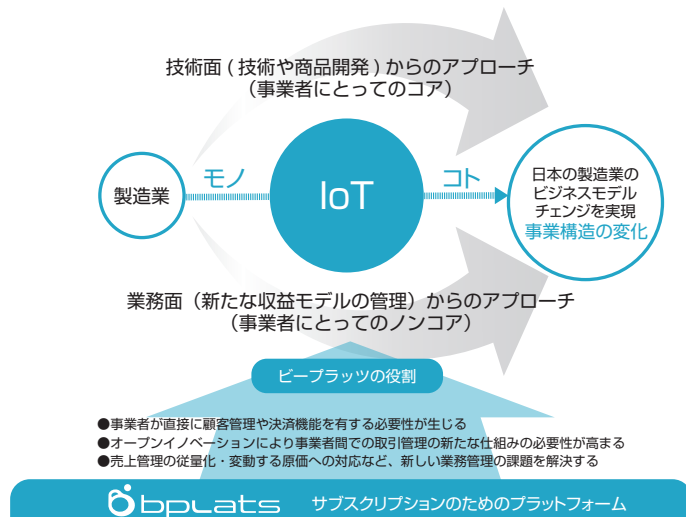 技術面 ( 技術や商品開発 ) からのアプローチ
（事業者にとってのコア）
製造業
モノ
IoT
コト
日本の製造業の
ビジネスモデル
チェンジを実現
事業構造の変化
業務面（新たな収益モデルの管理）からのアプローチ
（事業者にとってのノンコア）
ビープラッツの役割
●事業者が直接に顧客管理や決済機能を有する必要性が生じる
●オープンイノベーションにより事業者間での取引管理の新たな仕組みの必要性が高まる
●売上管理の従量化・変動する原価への対応など、新しい業務管理の課題を解決する
bplats サブスクリプションのためのプラットフォーム